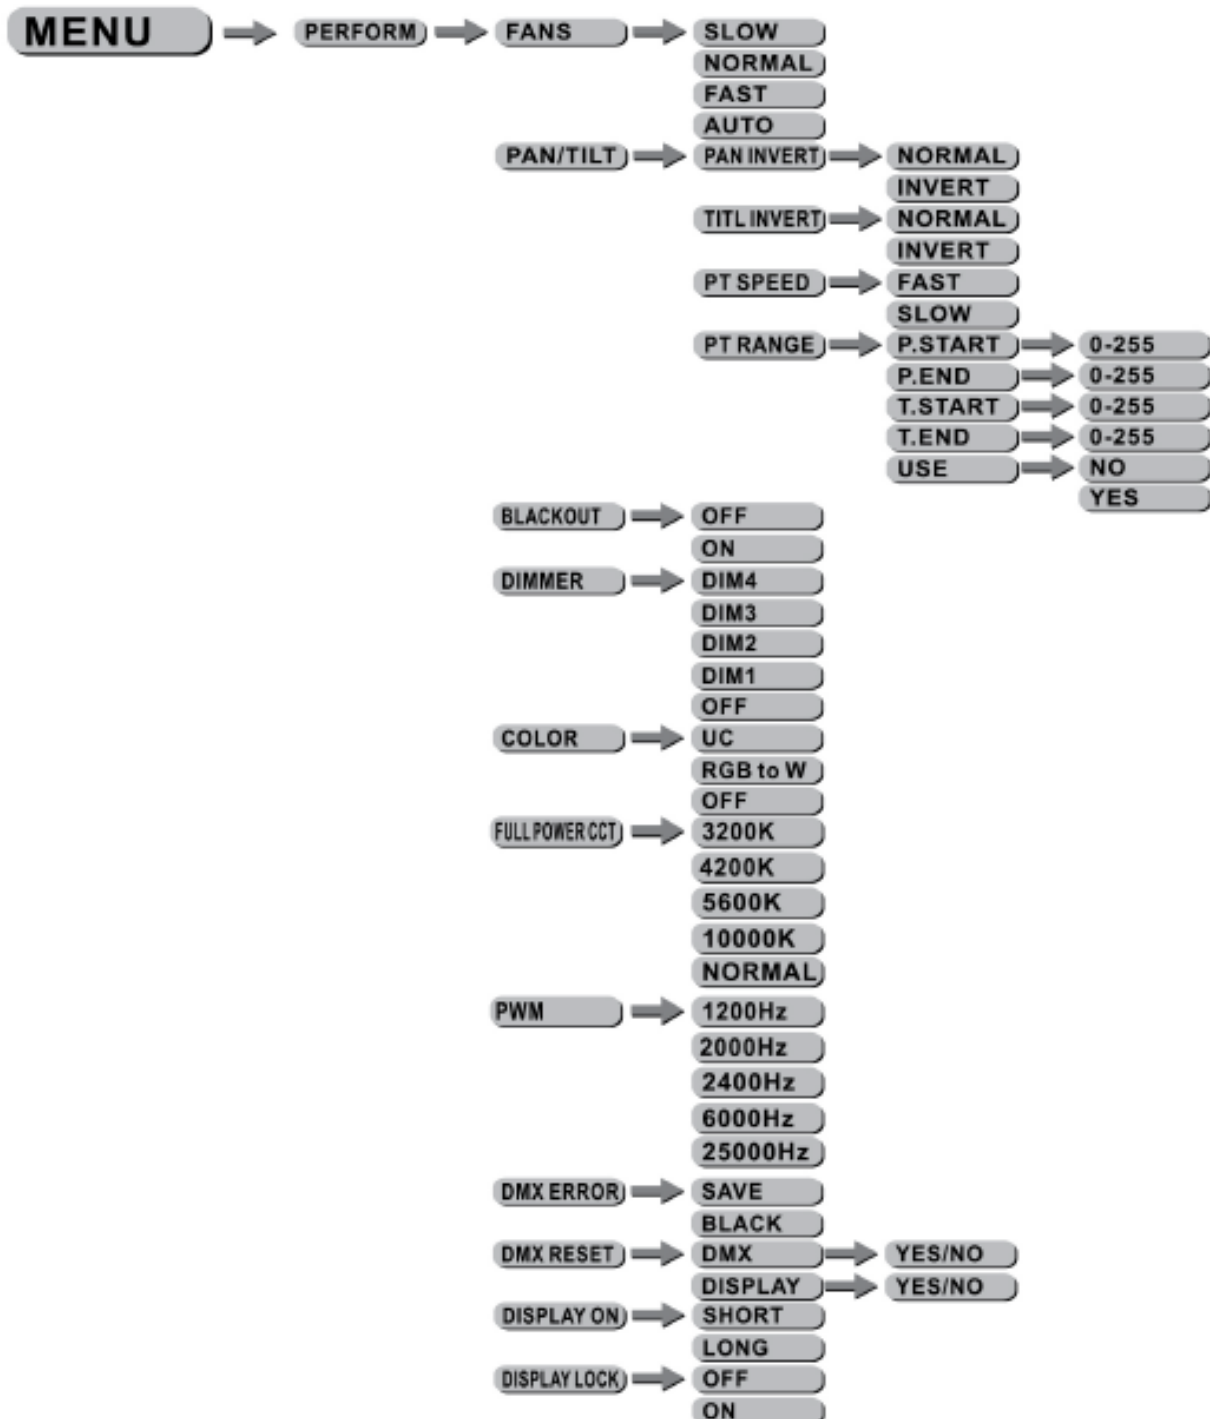 MENU PERFORM FANS SLOW
NORMAL
FAST
AUTO
PAN/TILT PAN INVERT NORMAL
INVERT
TITL INVERT NORMAL
INVERT
PT SPEED FAST
SLOW
PT RANGE P.START 0-255
P.END 0-255
T.START 0-255
T.END 0-255
USE NO
YES
BLACKOUT OFF
ON
DIMMER DIM4
DIM3
DIM2
DIM1
OFF
COLOR UC
RGB to W
OFF
FULL POWER CCT 3200K
4200K
5600K
10000K
NORMAL
PWM 1200Hz
2000Hz
2400Hz
6000Hz
25000Hz
DMX ERROR SAVE
BLACK
DMX RESET DMX YES/NO
DISPLAY YES/NO
DISPLAY ON SHORT
LONG
DISPLAY LOCK OFF
ON